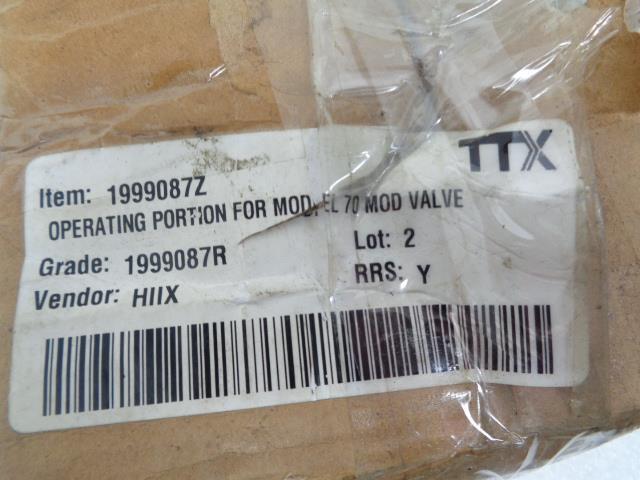 TTX
Item: 1999087Z
OPERATING PORTION FOR MODEL 70 MOD VALVE
Grade: 1999087R
Lot: 2
Vendor: HIIX
RRS: Y